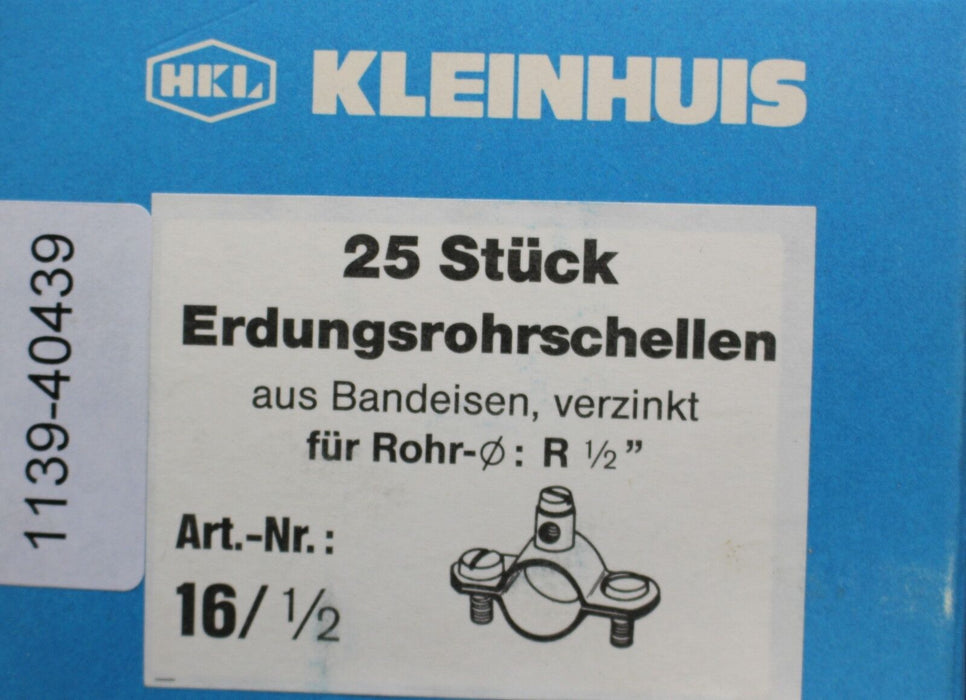 HKL KLEINHUIS
25 Stück
Erdungsrohrschellen
aus Bandeisen, verzinkt
für Rohr-⌀: R ½”
Art.-Nr.:
16/ ½
1139-40439